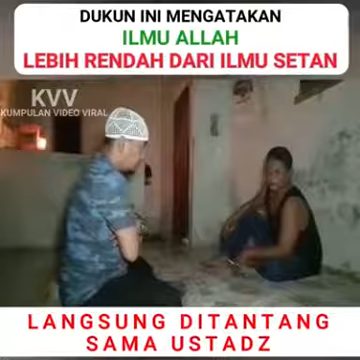 DUKUN INI MENGATAKAN
ILMU ALLAH
LEBIH RENDAH DARI ILMU SETAN
KVV
KUMPULAN VIDEO VIRAL
LANGSUNG DITANTANG
SAMA USTADZ